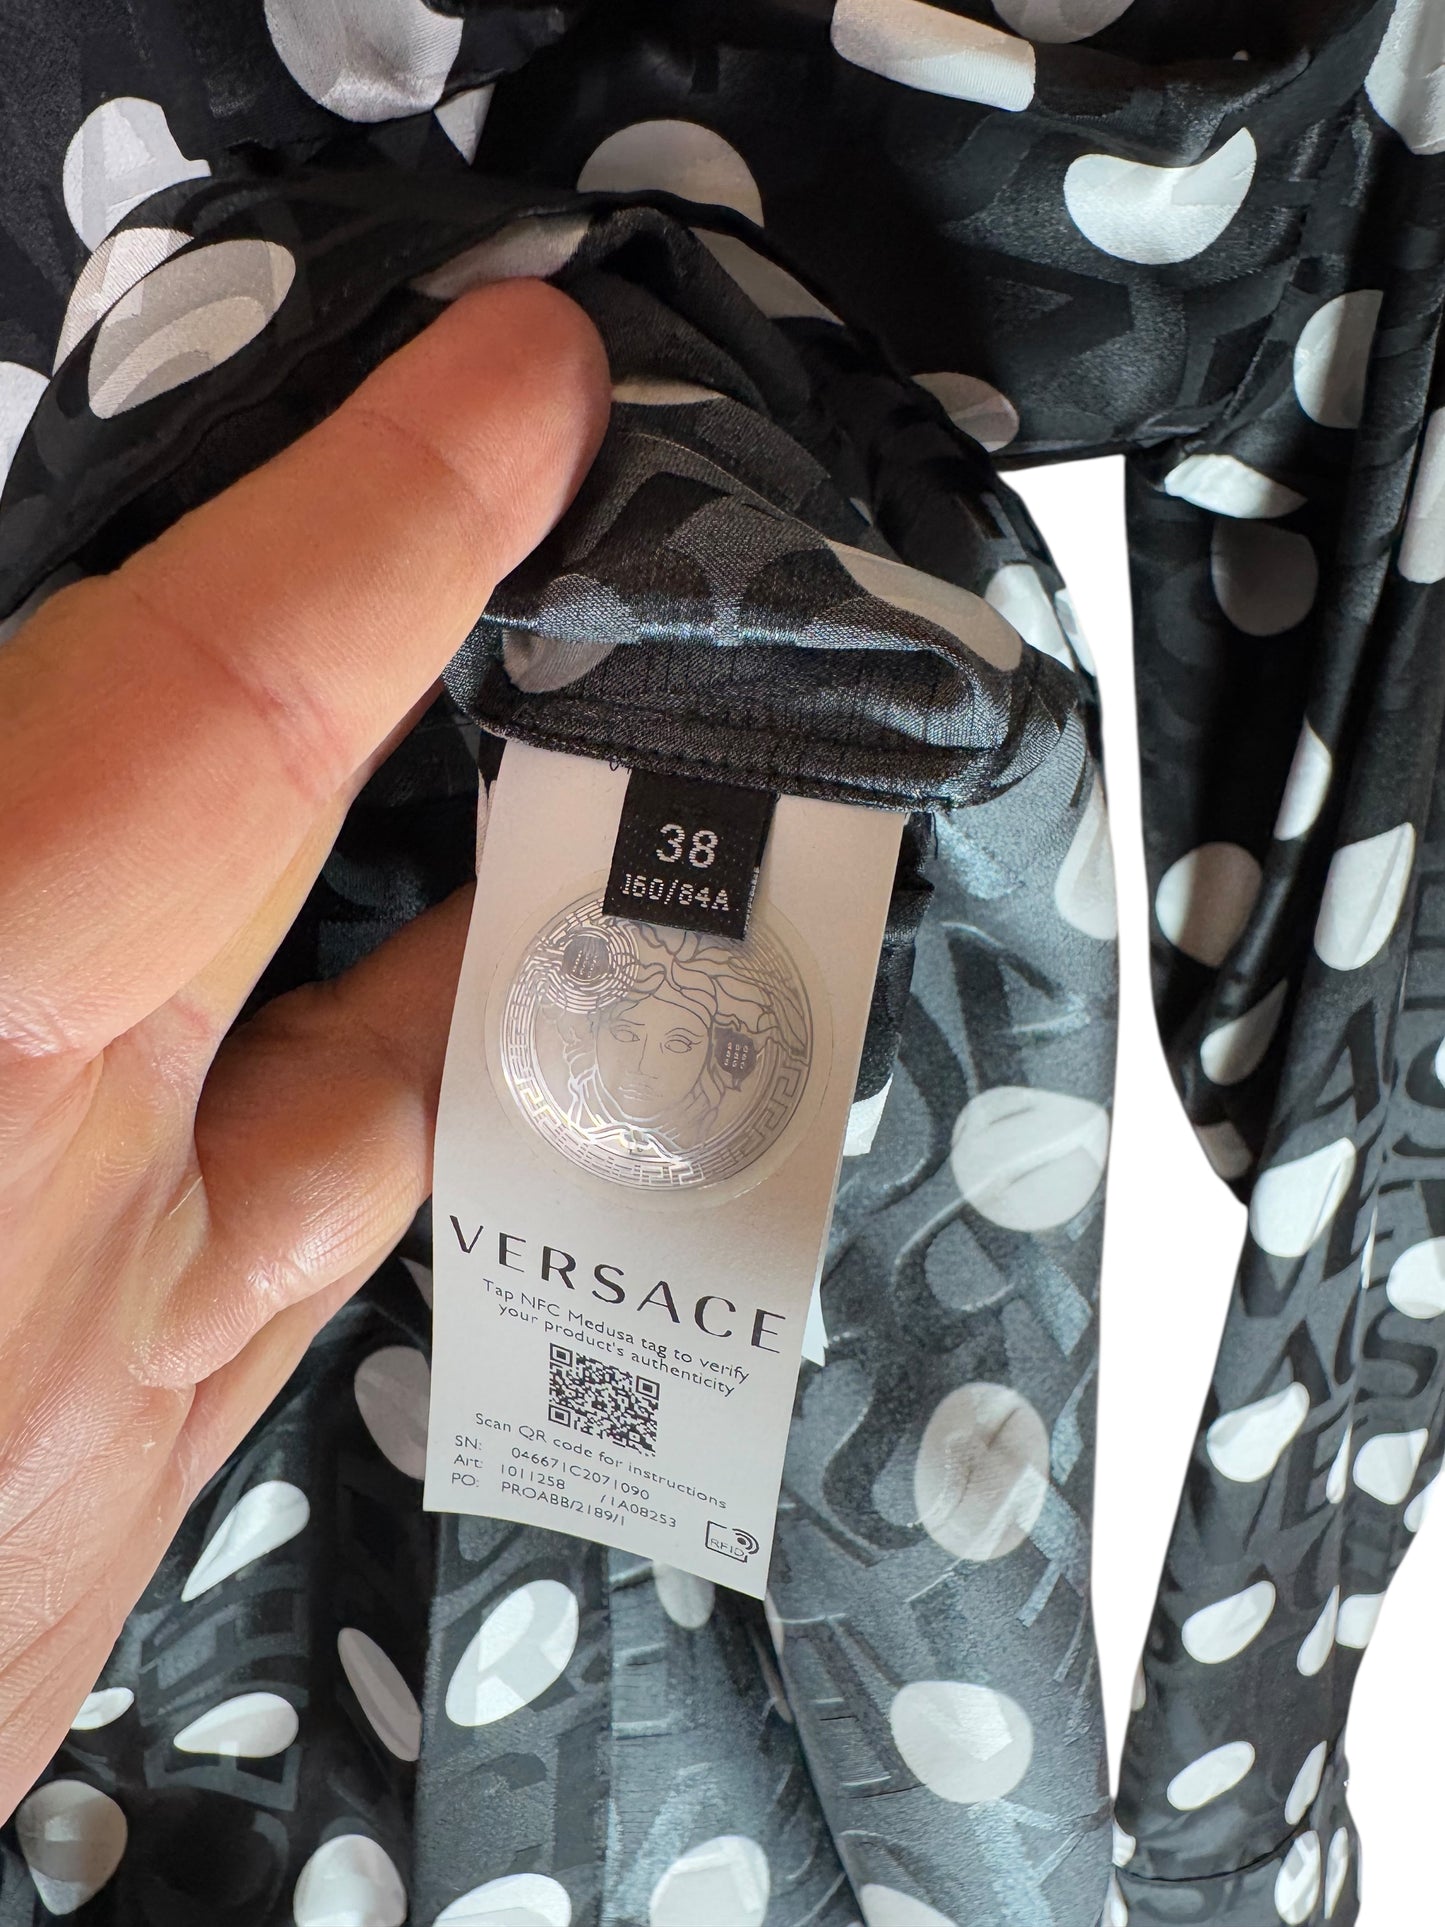 38
160/84A
VERSACE
Tap NFC Medusa tag to verify
your product's authenticity
Scan QR code for instructions
SN: 046671C2071090
Art: 1011258 /1A08253
PO: PROABB/2189/1
RFID